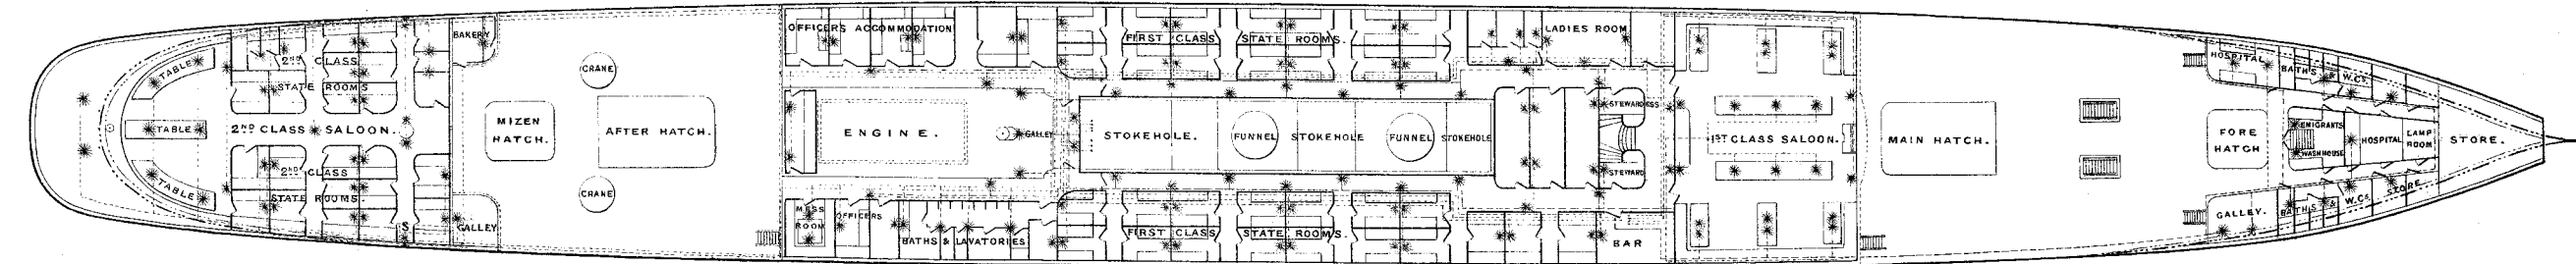 TABLE
TABLE
TABLE
2ND CLASS
STATE ROOMS
2ND CLASS SALOON.
2ND CLASS
STATE ROOMS.
BAKERY
GALLEY
S
MIZEN
HATCH.
CRANE
CRANE
AFTER HATCH.
OFFICERS ACCOMMODATION
ENGINE.
GALLEY
MESS
ROOM
OFFICERS
BATHS & LAVATORIES
FIRST CLASS STATE ROOMS.
STOKEHOLE.
FUNNEL
STOKEHOLE
FUNNEL
STOKEHOLE
FIRST CLASS STATE ROOMS.
LADIES ROOM
STEWARDESS
STEWARD
BAR
1ST CLASS SALOON.
MAIN HATCH.
HOSPITAL
BATHS & W.Cs
FORE
HATCH
EMIGRANTS
WASHHOUSE
HOSPITAL
LAMP
ROOM
STORE.
GALLEY.
BATHS & W.Cs
STORE